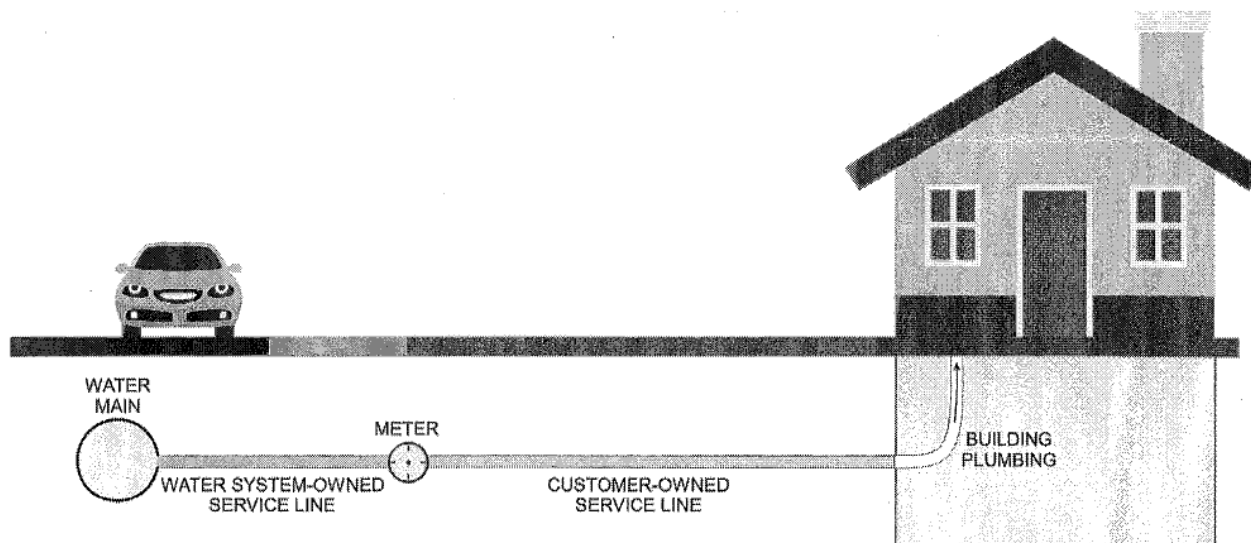 WATER
MAIN
METER
WATER SYSTEM-OWNED
SERVICE LINE
CUSTOMER-OWNED
SERVICE LINE
BUILDING
PLUMBING